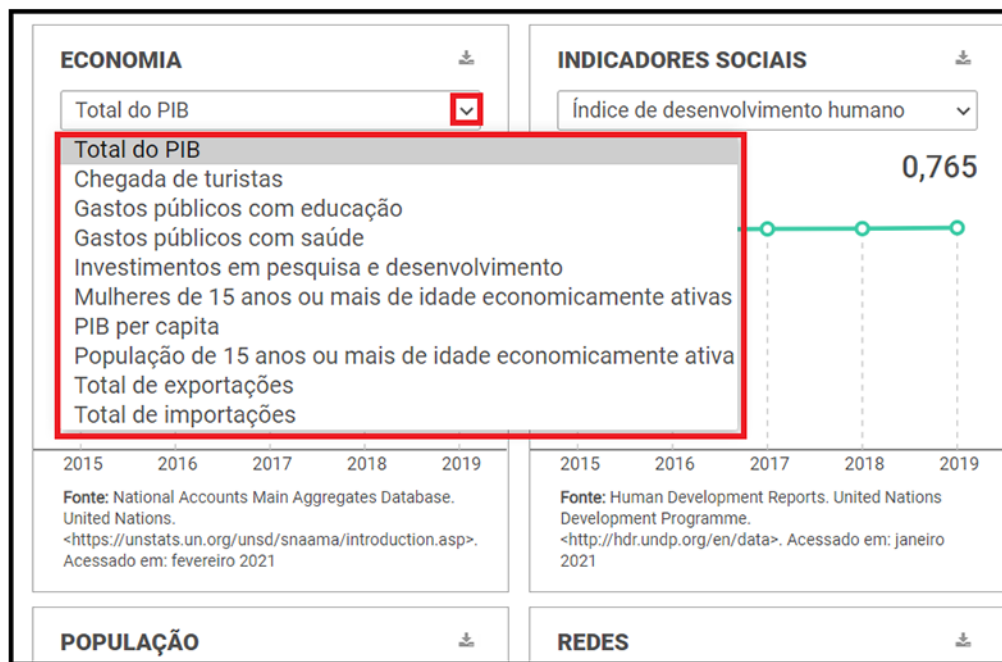 ECONOMIA
Total do PIB
Total do PIB
Chegada de turistas
Gastos públicos com educação
Gastos públicos com saúde
Investimentos em pesquisa e desenvolvimento
Mulheres de 15 anos ou mais de idade economicamente ativas
PIB per capita
População de 15 anos ou mais de idade economicamente ativa
Total de exportações
Total de importações
2015 2016 2017 2018 2019
Fonte: National Accounts Main Aggregates Database.
United Nations.
<https://unstats.un.org/unsd/snaama/introduction.asp>.
Acessado em: fevereiro 2021
INDICADORES SOCIAIS
Índice de desenvolvimento humano
0,765
2015 2016 2017 2018 2019
Fonte: Human Development Reports. United Nations
Development Programme.
<http://hdr.undp.org/en/data>. Acessado em: janeiro
2021
POPULAÇÃO
REDES